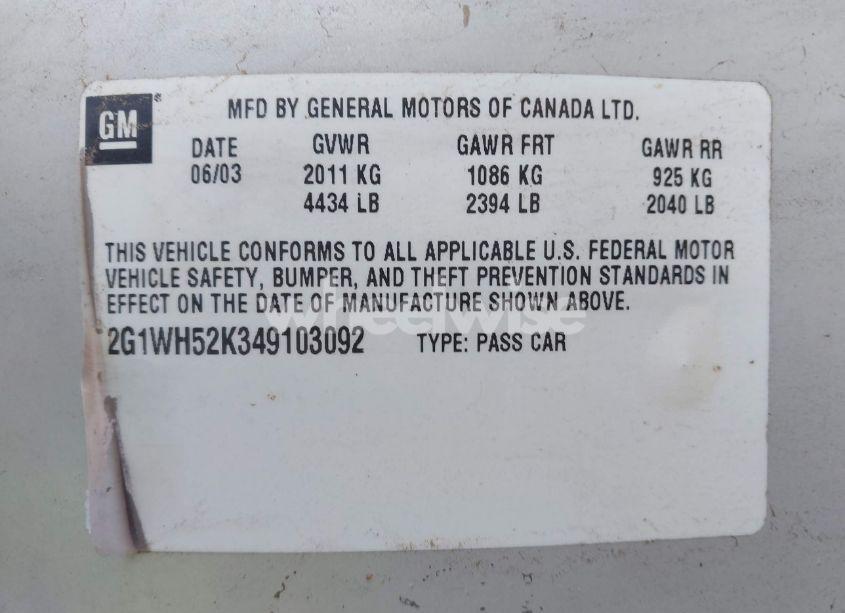 GM
MFD BY GENERAL MOTORS OF CANADA LTD.
DATE GVWR GAWR FRT GAWR RR
06/03 2011 KG 1086 KG 925 KG
4434 LB 2394 LB 2040 LB
THIS VEHICLE CONFORMS TO ALL APPLICABLE U.S. FEDERAL MOTOR
VEHICLE SAFETY, BUMPER, AND THEFT PREVENTION STANDARDS IN
EFFECT ON THE DATE OF MANUFACTURE SHOWN ABOVE.
wheelwise
2G1WH52K349103092 TYPE: PASS CAR